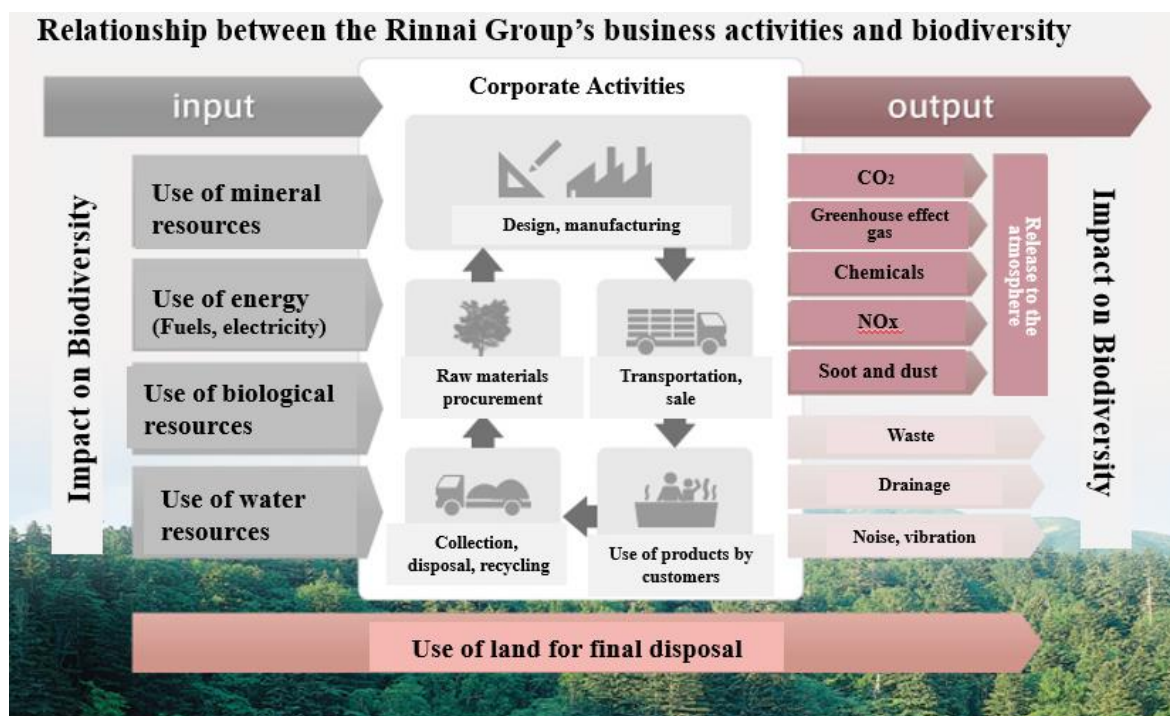 Relationship between the Rinnai Group's business activities and biodiversity
input
Impact on Biodiversity
Use of mineral
resources
Use of energy
(Fuels, electricity)
Use of biological
resources
Use of water
resources
Corporate Activities
Design, manufacturing
Raw materials
procurement
Transportation,
sale
Collection,
disposal, recycling
Use of products by
customers
output
CO₂
Greenhouse effect
gas
Chemicals
NOx
Soot and dust
Release to the
atmosphere
Waste
Drainage
Noise, vibration
Impact on Biodiversity
Use of land for final disposal